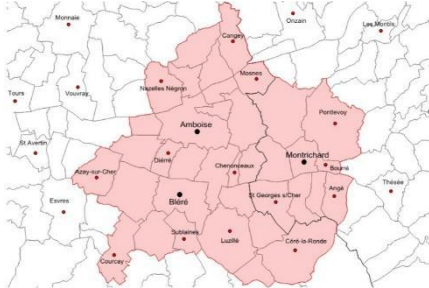 Monnaie
Onzain
Les Montils
Cangey
Mosnes
Nazelles Négron
Tours
Vouvray
Pontlevoy
Amboise
St Avertin
Dierré
Montrichard
Bourré
Chenonceaux
Azay-sur-Cher
Angé
Thésée
Esvres
Bléré
St Georges s/Cher
Sublaines
Luzillé
Céré-la-Ronde
Courcay